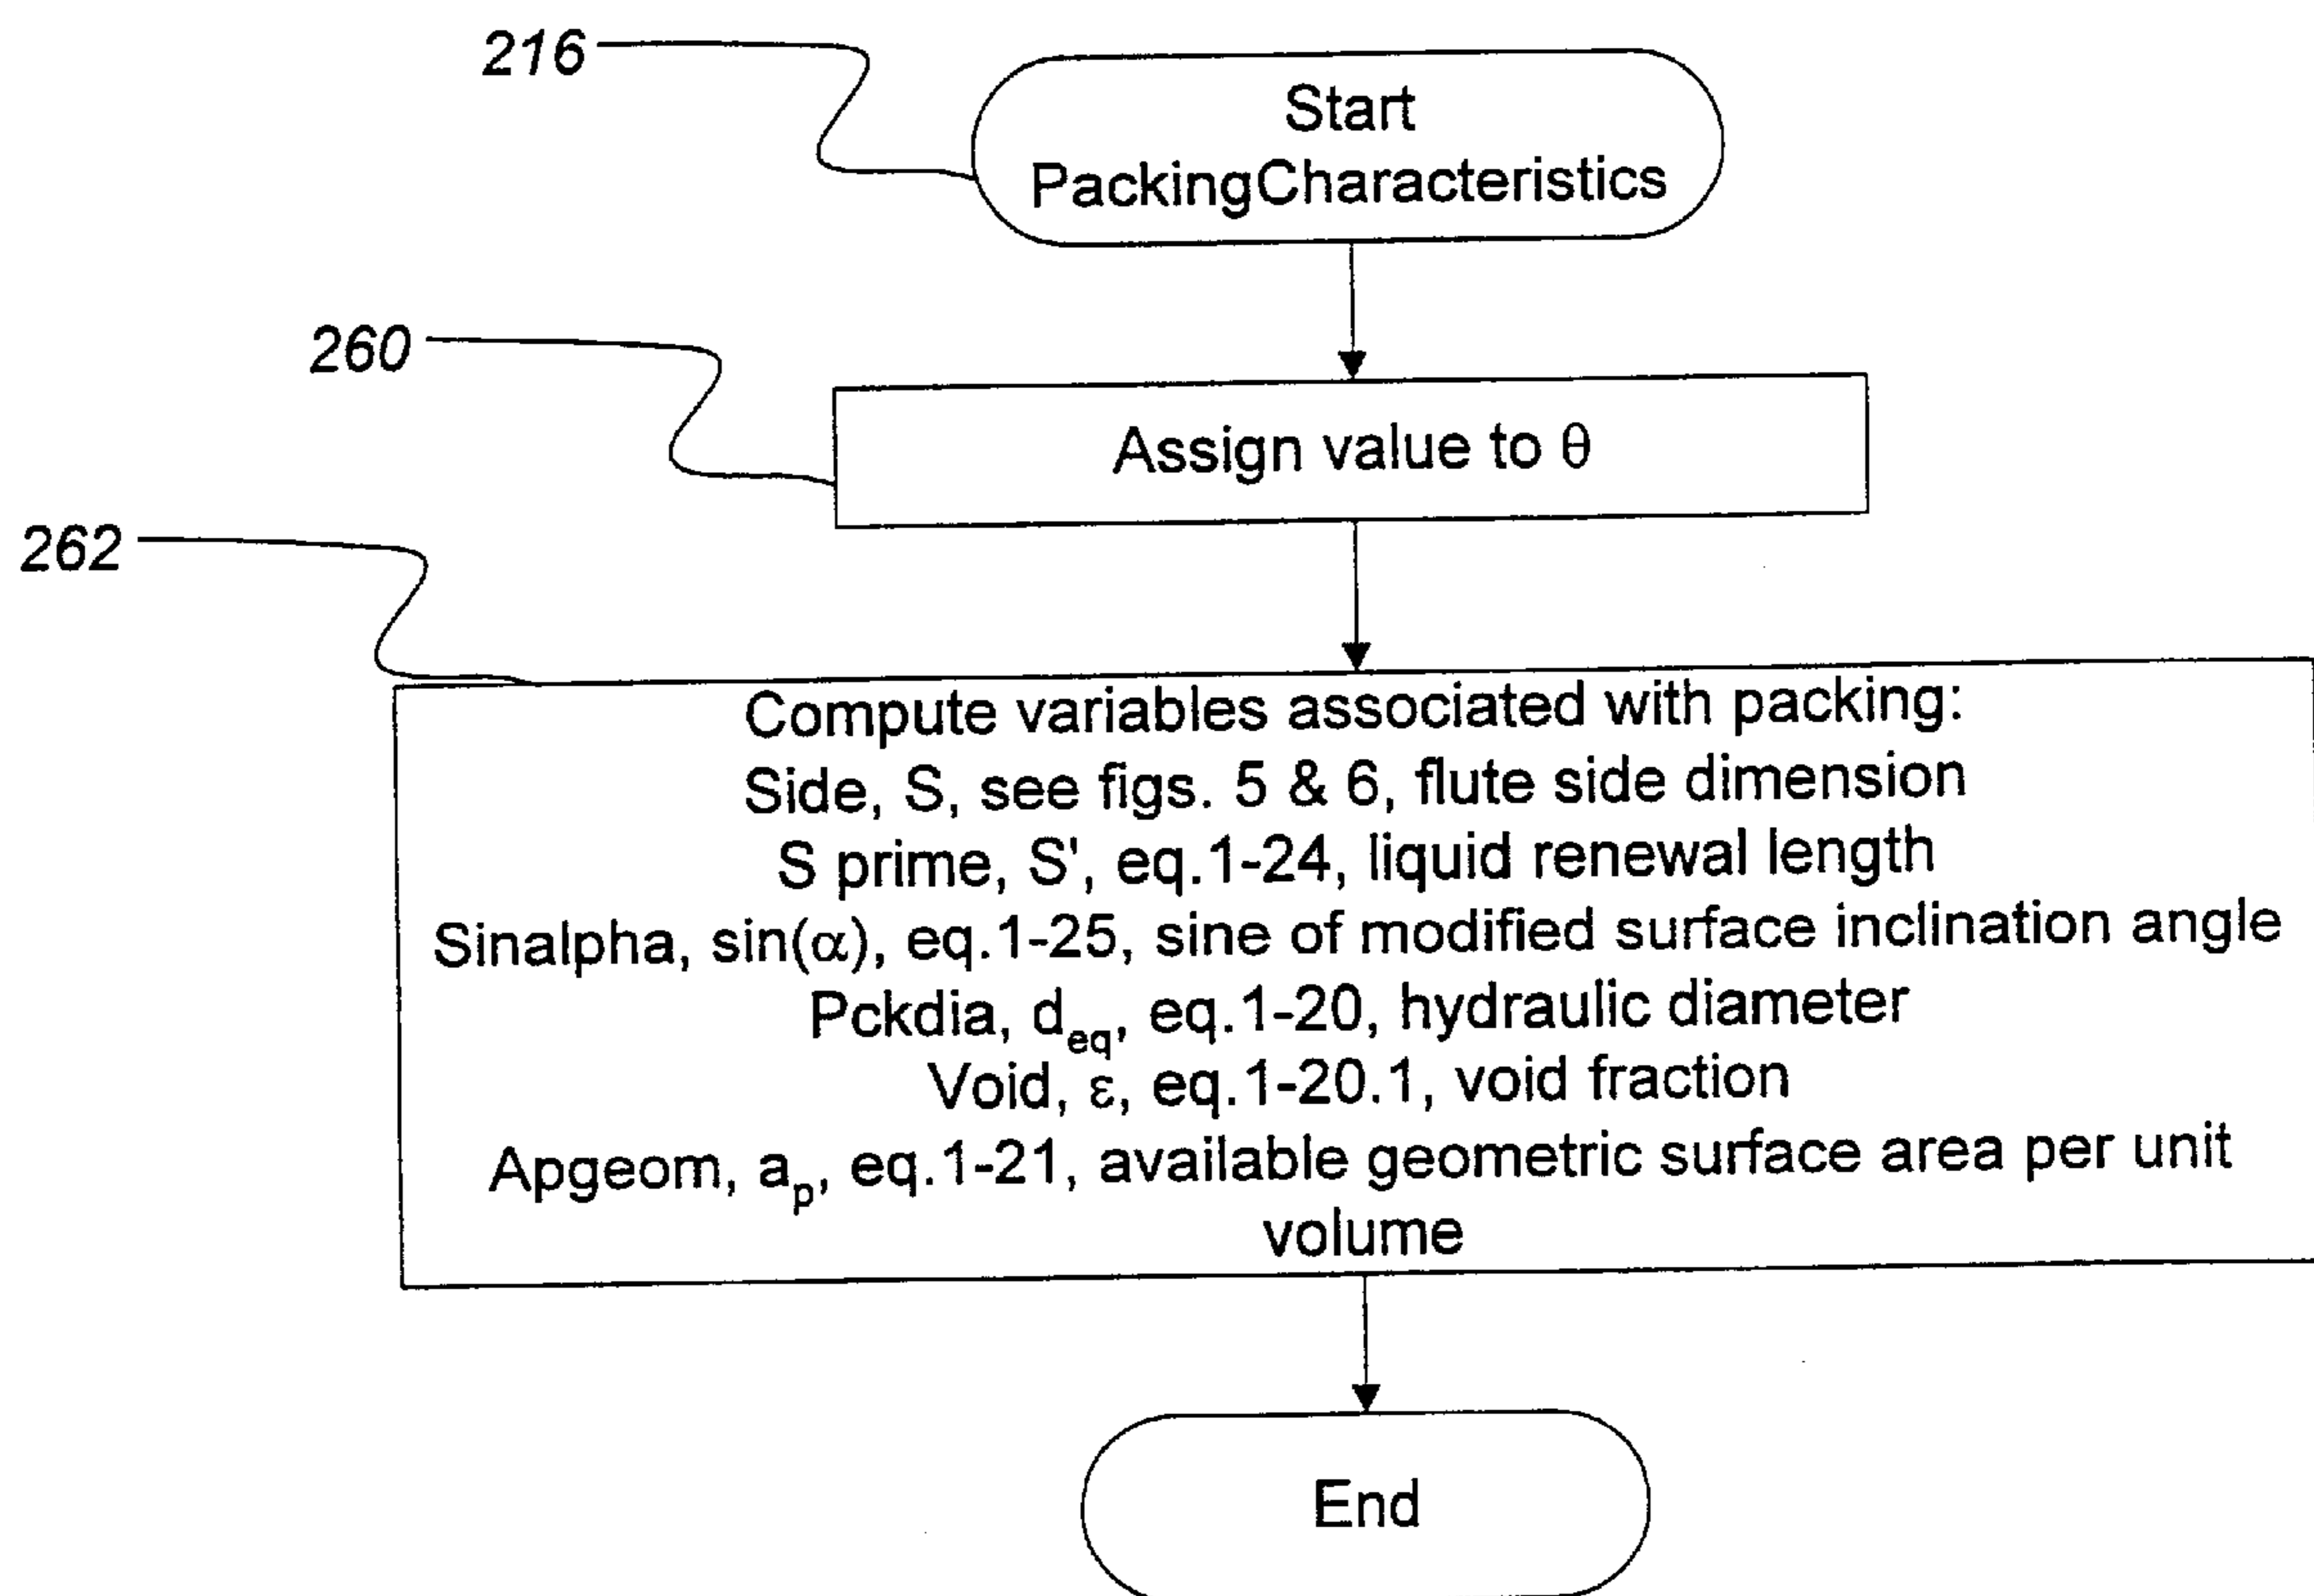 216
Start
PackingCharacteristics
260
Assign value to θ
262
Compute variables associated with packing:
Side, S, see figs. 5 & 6, flute side dimension
S prime, S', eq.1-24, liquid renewal length
Sinalpha, sin(α), eq.1-25, sine of modified surface inclination angle
Pckdia, d_eq, eq.1-20, hydraulic diameter
Void, ε, eq.1-20.1, void fraction
Apgeom, a_p, eq.1-21, available geometric surface area per unit
volume
End